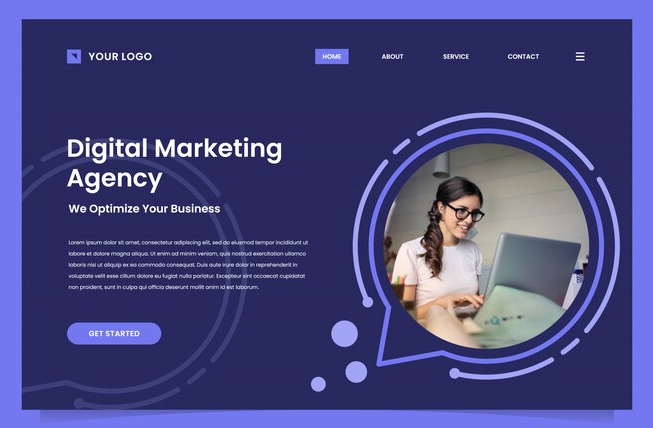 YOUR LOGO
HOME ABOUT SERVICE CONTACT
Digital Marketing
Agency
We Optimize Your Business
Lorem ipsum dolor sit amet, consectetur adipiscing elit, sed do eiusmod tempor incididunt ut
labore et dolore magna aliqua. Ut enim ad minim veniam, quis nostrud exercitation ullamco
laboris nisi ut aliquip ex ea commodo consequat. Duis aute irure dolor in reprehenderit in
voluptate velit esse cillum dolore eu fugiat nulla pariatur. Excepteur sint occaecat cupidatat
non proident, sunt in culpa qui officia deserunt mollit anim id est laborum.
GET STARTED